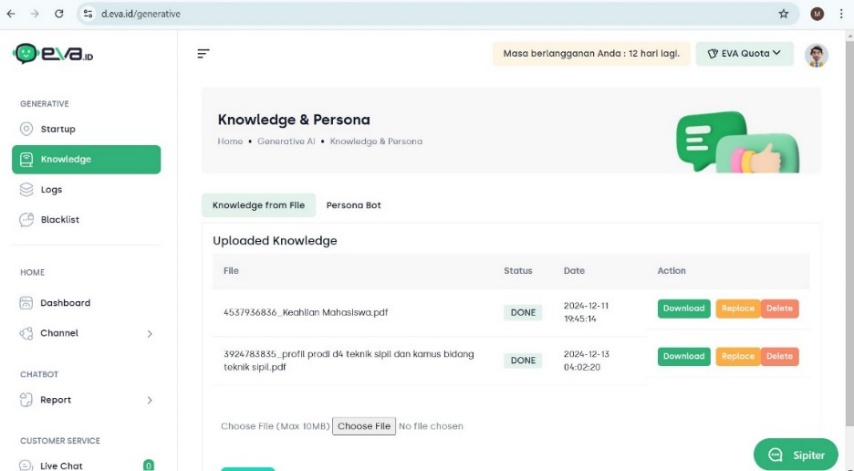 d.eva.id/generative
M
eva.ID
Masa berlangganan Anda : 12 hari lagi.
EVA Quota
GENERATIVE
Startup
Knowledge
Logs
Blacklist
HOME
Dashboard
Channel
CHATBOT
Report
CUSTOMER SERVICE
Live Chat
0
Knowledge & Persona
Home • Generative AI • Knowledge & Persona
Knowledge from File
Persona Bot
Uploaded Knowledge
File Status Date Action
4537936836_Keahlian Mahasiswa.pdf DONE 2024-12-11 19:45:14 Download Replace Delete
3924783835_profil prodi d4 teknik sipil dan kamus bidang
teknik sipil.pdf DONE 2024-12-13 04:02:20 Download Replace Delete
Choose File (Max 10MB) Choose File No file chosen
Sipiter